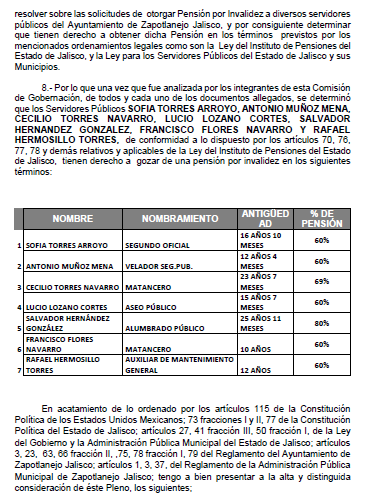 resolver sobre las solicitudes de otorgar Pensión por Invalidez a diversos servidores
públicos del Ayuntamiento de Zapotlanejo Jalisco, y por consiguiente determinar
que tienen derecho a obtener dicha Pensión en los términos previstos por los
mencionados ordenamientos legales como son la Ley del Instituto de Pensiones del
Estado de Jalisco, y la Ley para los Servidores Públicos del Estado de Jalisco y sus
Municipios.
8.- Por lo que una vez que fue analizada por los integrantes de esta Comisión
de Gobernación, de todos y cada uno de los documentos allegados, se determinó
que los Servidores Públicos SOFIA TORRES ARROYO, ANTONIO MUÑOZ MENA,
CECILIO TORRES NAVARRO, LUCIO LOZANO CORTES, SALVADOR
HERNANDEZ GONZALEZ, FRANCISCO FLORES NAVARRO Y RAFAEL
HERMOSILLO TORRES, de conformidad a lo dispuesto por los artículos 70, 76,
77, 78 y demás relativos y aplicables de la Ley del Instituto de Pensiones del Estado
de Jalisco, tienen derecho a gozar de una pensión por invalidez en los siguientes
términos:
NOMBRE NOMBRAMIENTO ANTIGÜEDAD % DE PENSIÓN
1 SOFIA TORRES ARROYO SEGUNDO OFICIAL 16 AÑOS 10 MESES 60%
2 ANTONIO MUÑOZ MENA VELADOR SEG.PUB. 12 AÑOS 4 MESES 60%
3 CECILIO TORRES NAVARRO MATANCERO 23 AÑOS 7 MESES 69%
4 LUCIO LOZANO CORTES ASEO PÚBLICO 15 AÑOS 7 MESES 60%
5 SALVADOR HERNÁNDEZ GONZÁLEZ ALUMBRADO PÚBLICO 25 AÑOS 11 MESES 80%
6 FRANCISCO FLORES NAVARRO MATANCERO 10 AÑOS 60%
7 RAFAEL HERMOSILLO TORRES AUXILIAR DE MANTENIMIENTO GENERAL 12 AÑOS 60%
En acatamiento de lo ordenado por los artículos 115 de la Constitución
Política de los Estados Unidos Mexicanos; 73 fracciones I y II, 77 de la Constitución
Política del Estado de Jalisco; artículos 27, 41 fracción III, 50 fracción I, de la Ley
del Gobierno y la Administración Pública Municipal del Estado de Jalisco; artículos
3, 23, 63, 66 fracción II, ,75, 78 fracción I, 79 del Reglamento del Ayuntamiento de
Zapotlanejo Jalisco; artículos 1, 3, 37, del Reglamento de la Administración Pública
Municipal de Zapotlanejo Jalisco; tengo a bien presentar a la alta y distinguida
consideración de éste Pleno, los siguientes;